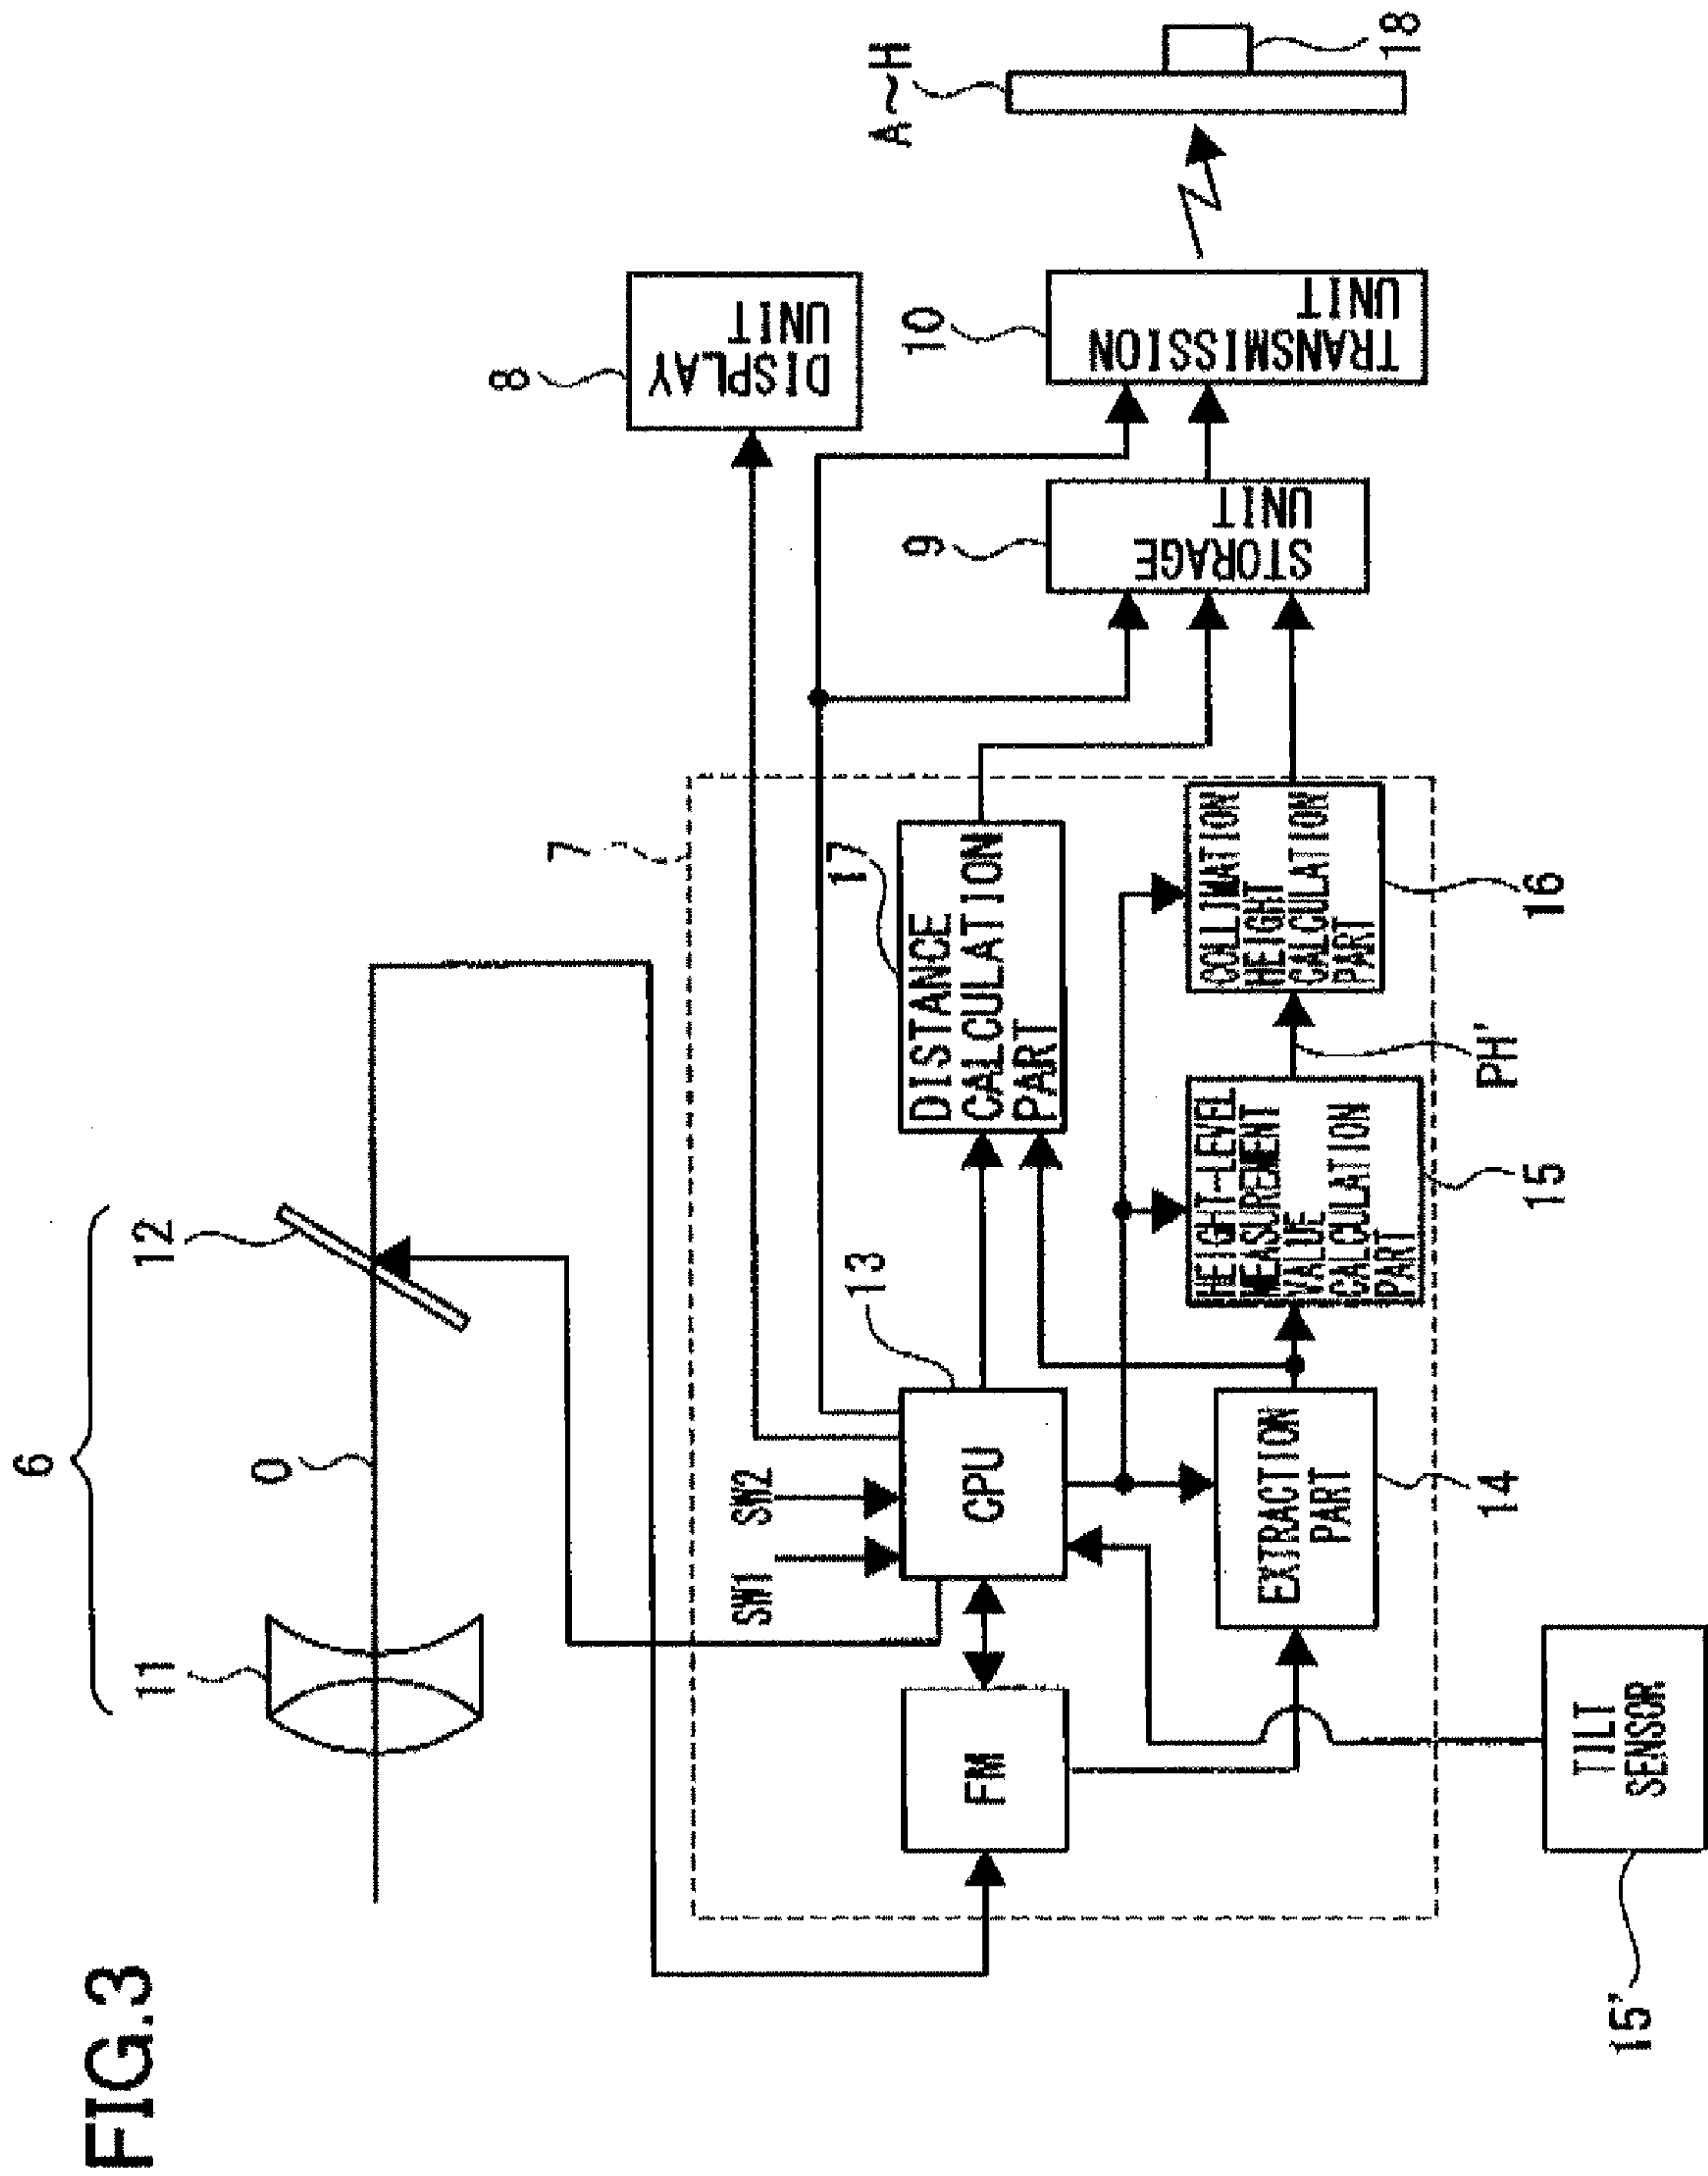 FIG.3
6
11
O
12
7
8
DISPLAY
UNIT
SW1
SW2
13
CPU
FM
17
DISTANCE
CALCULATION
PART
9
STORAGE
UNIT
10
TRANSMISSION
UNIT
A~H
18
EXTRACTION
PART
14
HEIGHT-LEVEL
MEASUREMENT
VALUE
CALCULATION
PART
15
PH'
COLLIMATION
HEIGHT
CALCULATION
PART
16
TILT
SENSOR
15"